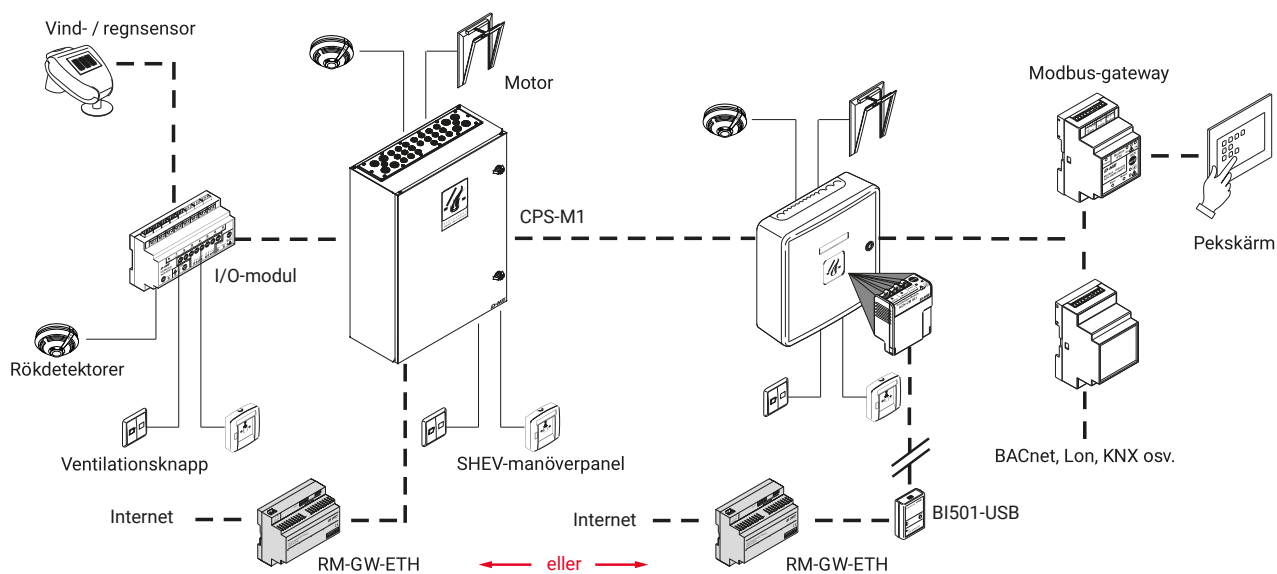 Vind- / regnsensor
Motor
Modbus-gateway
CPS-M1
Pekskärm
I/O-modul
Rökdetektorer
Ventilationsknapp
SHEV-manöverpanel
BACnet, Lon, KNX osv.
Internet
RM-GW-ETH
eller
Internet
RM-GW-ETH
BI501-USB